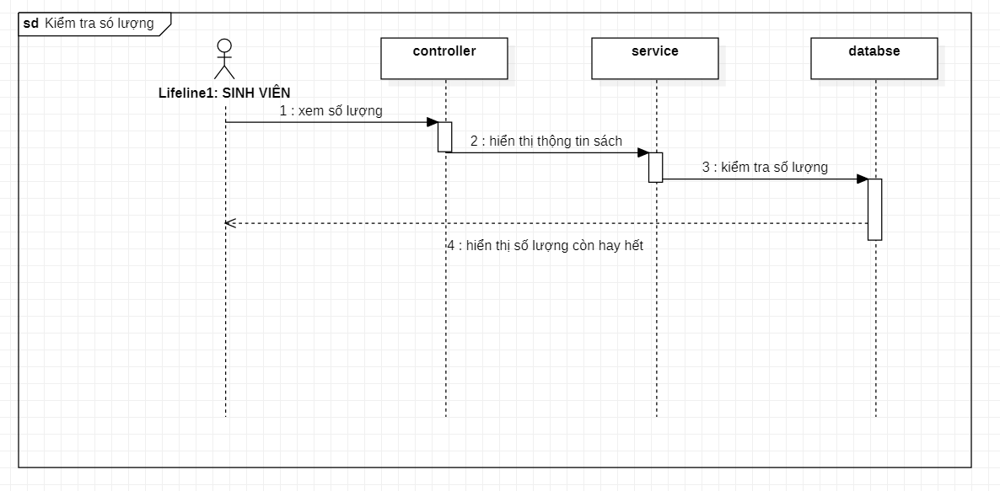 sd Kiểm tra só lượng
controller
service
databse
Lifeline1: SINH VIÊN
1 : xem số lượng
2 : hiển thị thộng tin sách
3 : kiểm tra số lượng
4 : hiển thị số lượng còn hay hết